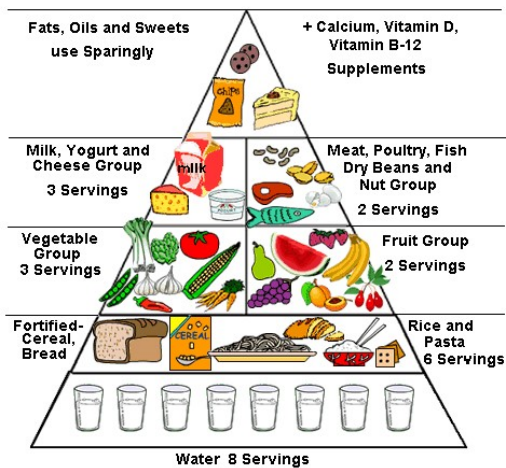 Fats, Oils and Sweets
use Sparingly
+ Calcium, Vitamin D,
Vitamin B-12
Supplements
chips
Milk, Yogurt and
Cheese Group
3 Servings
milk
Meat, Poultry, Fish
Dry Beans and
Nut Group
2 Servings
Vegetable
Group
3 Servings
Fruit Group
2 Servings
Fortified-
Cereal,
Bread
CEREAL
Rice and
Pasta
6 Servings
Water 8 Servings